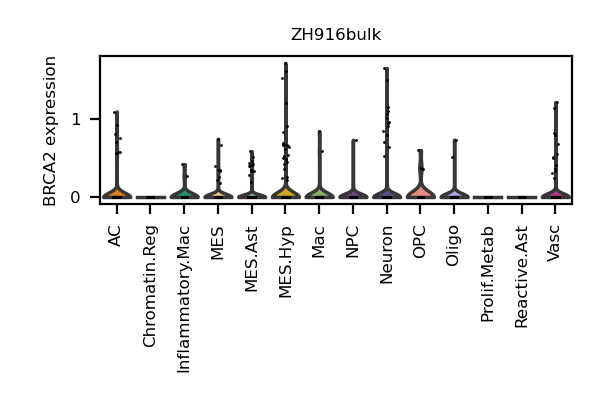 ZH916bulk
BRCA2 expression
1
0
AC
Chromatin.Reg
Inflammatory.Mac
MES
MES.Ast
MES.Hyp
Mac
NPC
Neuron
OPC
Oligo
Prolif.Metab
Reactive.Ast
Vasc